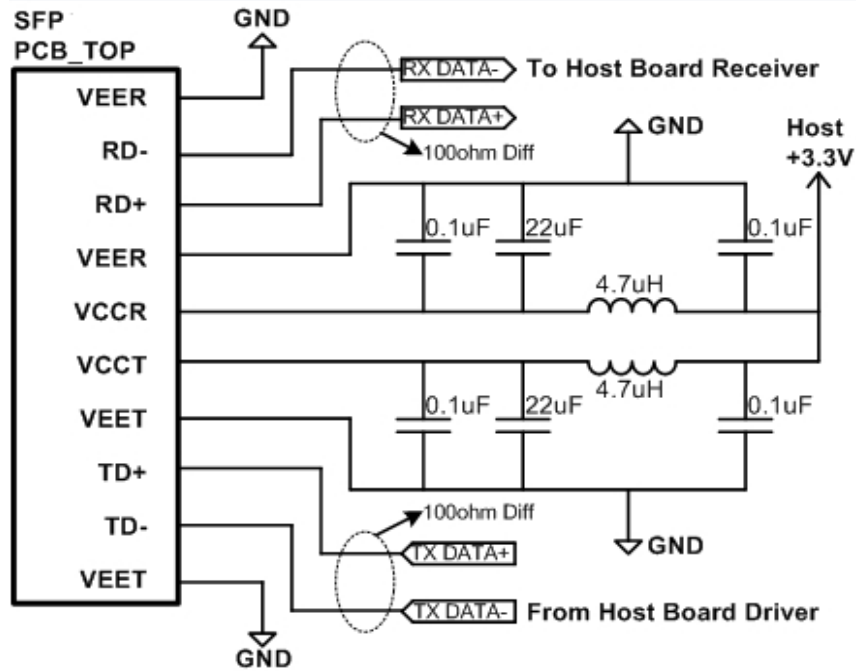 SFP
PCB_TOP
GND
VEER
RX DATA-
To Host Board Receiver
RD-
RX DATA+
100ohm Diff
GND
Host
+3.3V
RD+
VEER
0.1uF
22uF
0.1uF
4.7uH
VCCR
VCCT
4.7uH
VEET
0.1uF
22uF
0.1uF
TD+
TD-
100ohm Diff
TX DATA+
GND
VEET
TX DATA-
From Host Board Driver
GND